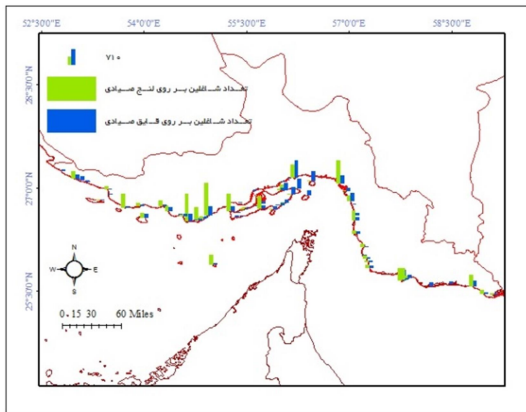 52°30'0"E 54°0'0"E 55°30'0"E 57°0'0"E 58°30'0"E
28°30'0"N
27°0'0"N
25°30'0"N
۷۱۰
تعداد شاغلین بر روی لنج صیادی
تعداد شاغلین بر روی قایق صیادی
N
W E
S
0 15 30 60 Miles